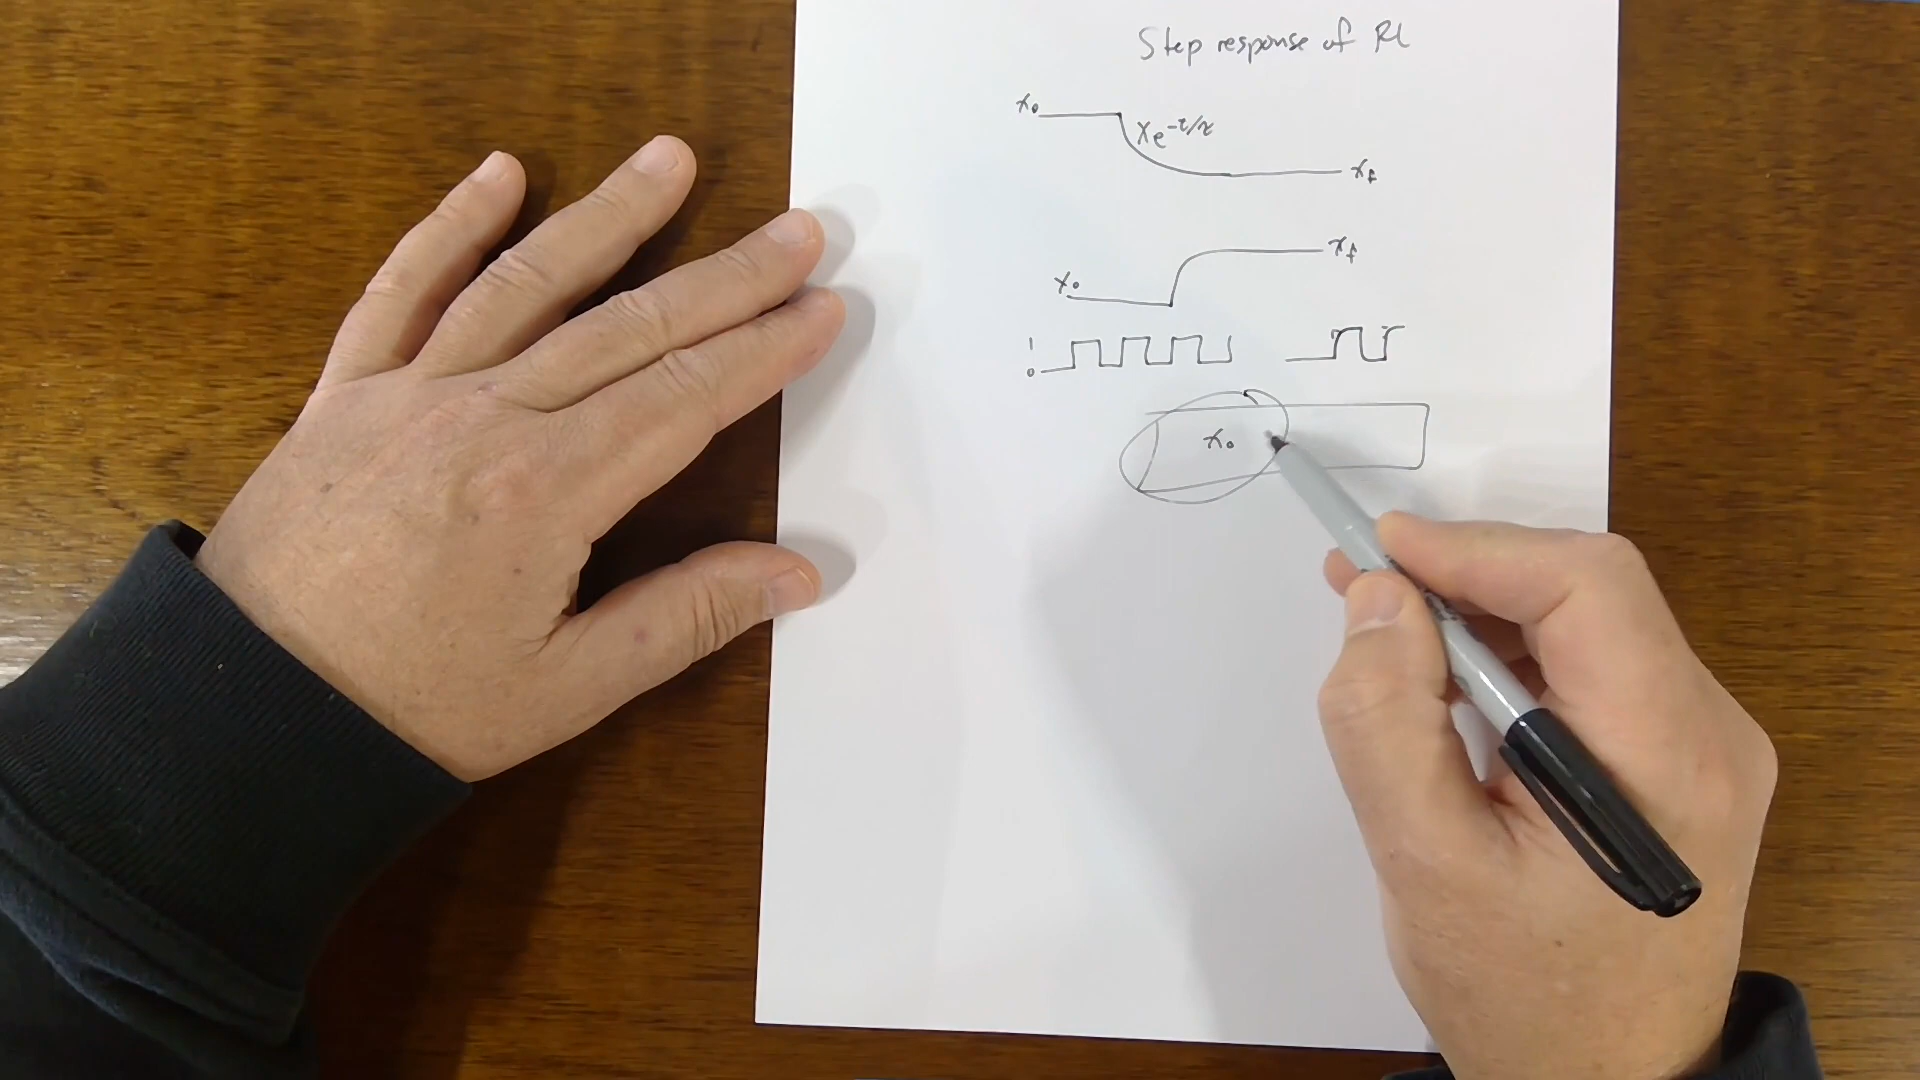 Step response of RL
x₀
Xe^-t/τ
x_f
x_f
x₀
1
0
x₀